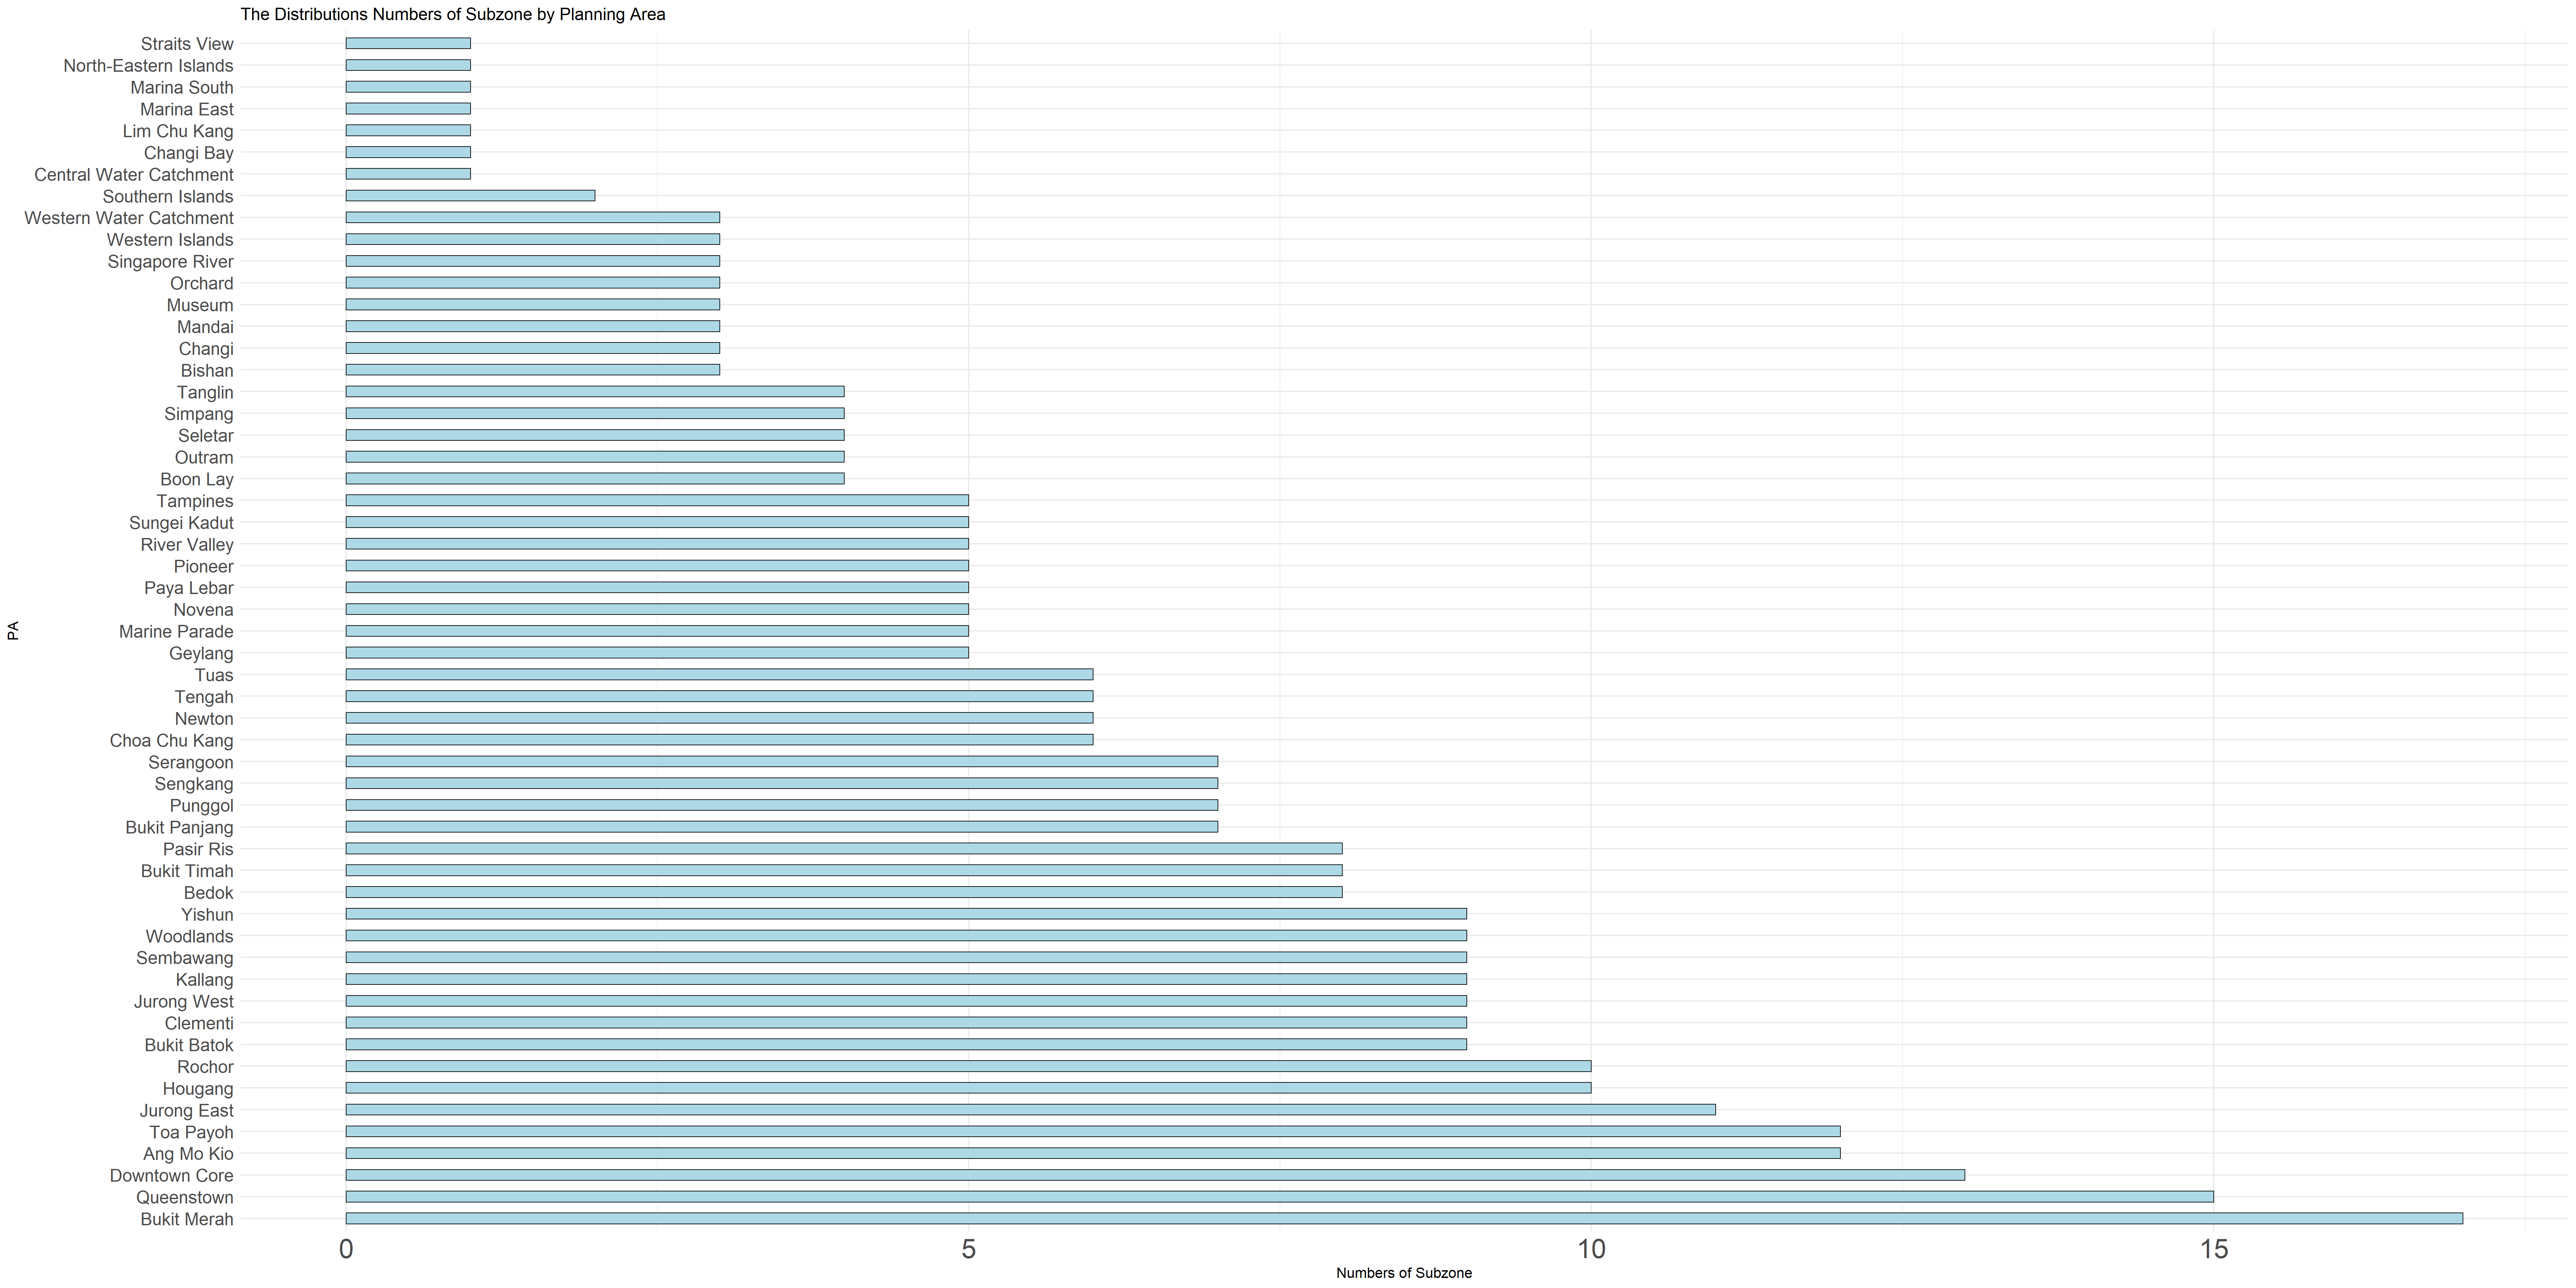 The Distributions Numbers of Subzone by Planning Area
Straits View
North-Eastern Islands
Marina South
Marina East
Lim Chu Kang
Changi Bay
Central Water Catchment
Southern Islands
Western Water Catchment
Western Islands
Singapore River
Orchard
Museum
Mandai
Changi
Bishan
Tanglin
Simpang
Seletar
Outram
Boon Lay
Tampines
Sungei Kadut
River Valley
Pioneer
Paya Lebar
Novena
Marine Parade
Geylang
Tuas
Tengah
Newton
Choa Chu Kang
Serangoon
Sengkang
Punggol
Bukit Panjang
Pasir Ris
Bukit Timah
Bedok
Yishun
Woodlands
Sembawang
Kallang
Jurong West
Clementi
Bukit Batok
Rochor
Hougang
Jurong East
Toa Payoh
Ang Mo Kio
Downtown Core
Queenstown
Bukit Merah
PA
0 5 10 15
Numbers of Subzone